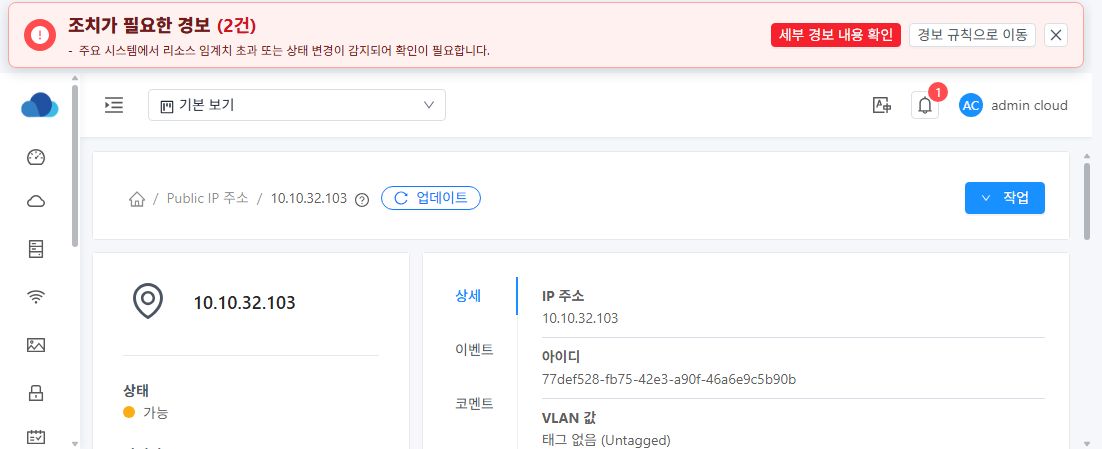 조치가 필요한 경보 (2건)
- 주요 시스템에서 리소스 임계치 초과 또는 상태 변경이 감지되어 확인이 필요합니다.
세부 경보 내용 확인
경보 규칙으로 이동
기본 보기
1
AC
admin cloud
/ Public IP 주소 / 10.10.32.103
업데이트
작업
10.10.32.103
상태
가능
상세
이벤트
코멘트
IP 주소
10.10.32.103
아이디
77def528-fb75-42e3-a90f-46a6e9c5b90b
VLAN 값
태그 없음 (Untagged)